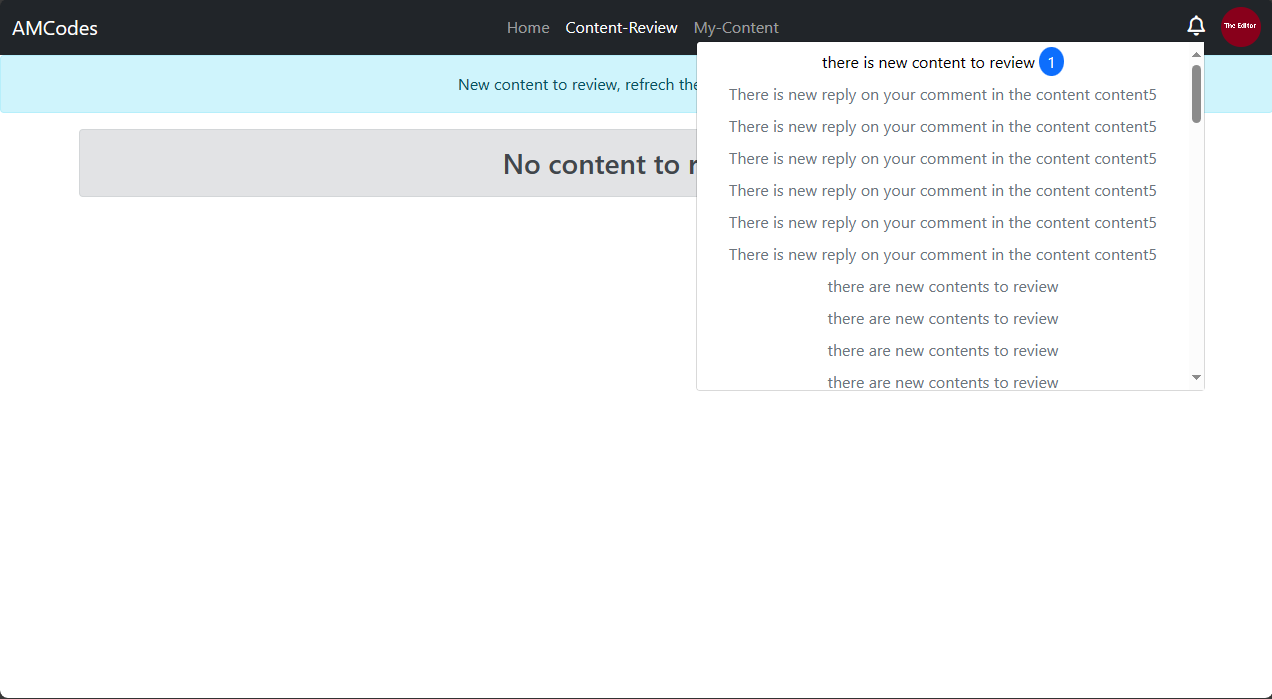 AMCodes
Home Content-Review My-Content
The Editor
New content to review, refrech the
No content to
there is new content to review 1
There is new reply on your comment in the content content5
There is new reply on your comment in the content content5
There is new reply on your comment in the content content5
There is new reply on your comment in the content content5
There is new reply on your comment in the content content5
There is new reply on your comment in the content content5
there are new contents to review
there are new contents to review
there are new contents to review
there are new contents to review